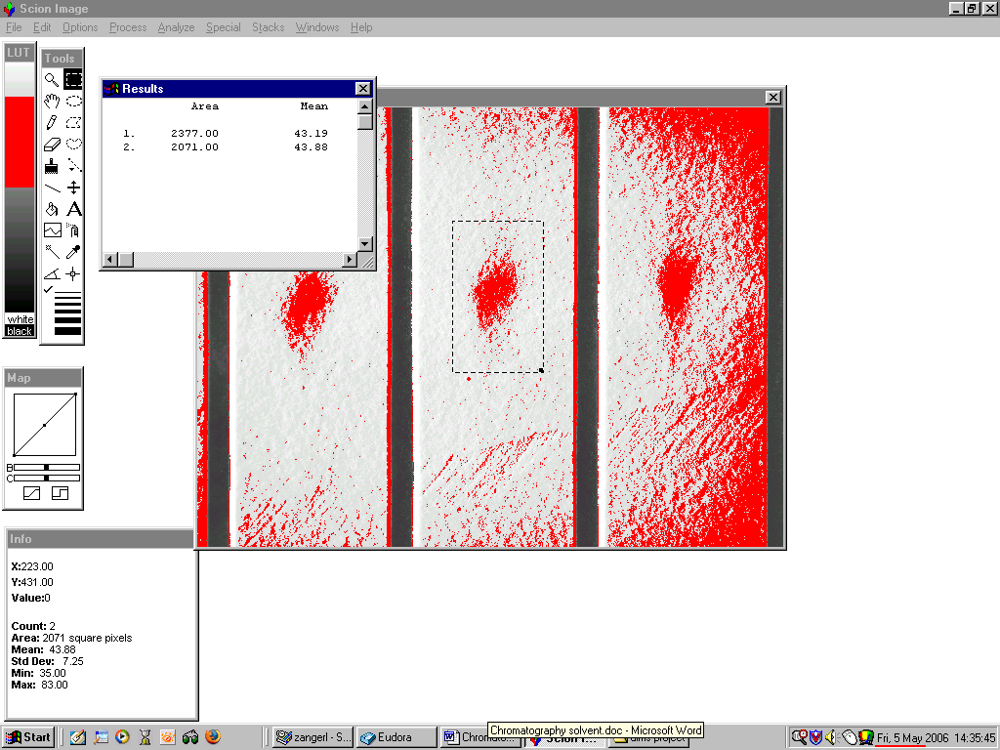 Scion Image
File Edit Options Process Analyze Special Stacks Windows Help
LUT
Tools
A
white
black
Results
Area Mean
1. 2377.00 43.19
2. 2071.00 43.88
Map
B
C
Info
X:223.00
Y:431.00
Value:0
Count: 2
Area: 2071 square pixels
Mean: 43.88
Std Dev: 7.25
Min: 35.00
Max: 83.00
Chromatography solvent.doc - Microsoft Word
Start zangerl - S... Eudora Chromato... Scion I... dims project Fri, 5 May 2006 14:35:45